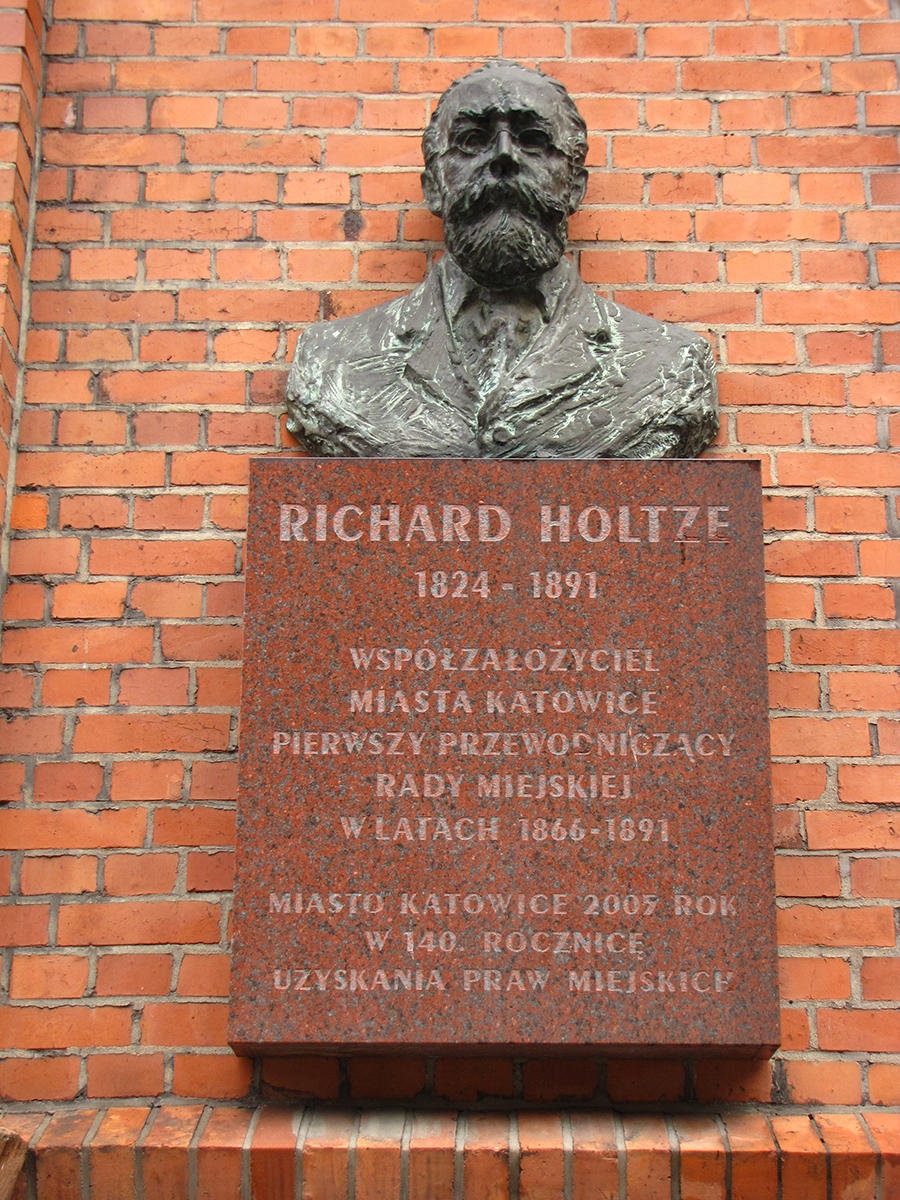 RICHARD HOLTZE
1824 - 1891
WSPÓŁZAŁOŻYCIEL
MIASTA KATOWICE
PIERWSZY PRZEWODNICZĄCY
RADY MIEJSKIEJ
W LATACH 1866-1891
MIASTO KATOWICE 2005 ROK
W 140. ROCZNICĘ
UZYSKANIA PRAW MIEJSKICH